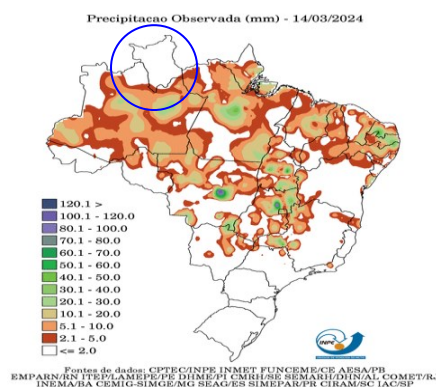 Precipitacao Observada (mm) - 14/03/2024
120.1 >
100.1 - 120.0
80.1 - 100.0
70.1 - 80.0
60.1 - 70.0
50.1 - 60.0
40.1 - 50.0
30.1 - 40.0
20.1 - 30.0
10.1 - 20.0
5.1 - 10.0
2.1 - 5.0
<= 2.0
INPE
Fontes de dados: CPTEC/INPE INMET FUNCEME/CE AESA/PB
EMPARN/RN ITEP/LAMEPE/PE DHME/PI CMRH/SE SEMARH/DHN/AL COMET/R
INEMA/BA CEMIG-SIMGE/MG SEAG/ES SIMEPAR/PR CIRAM/SC IAC/SP